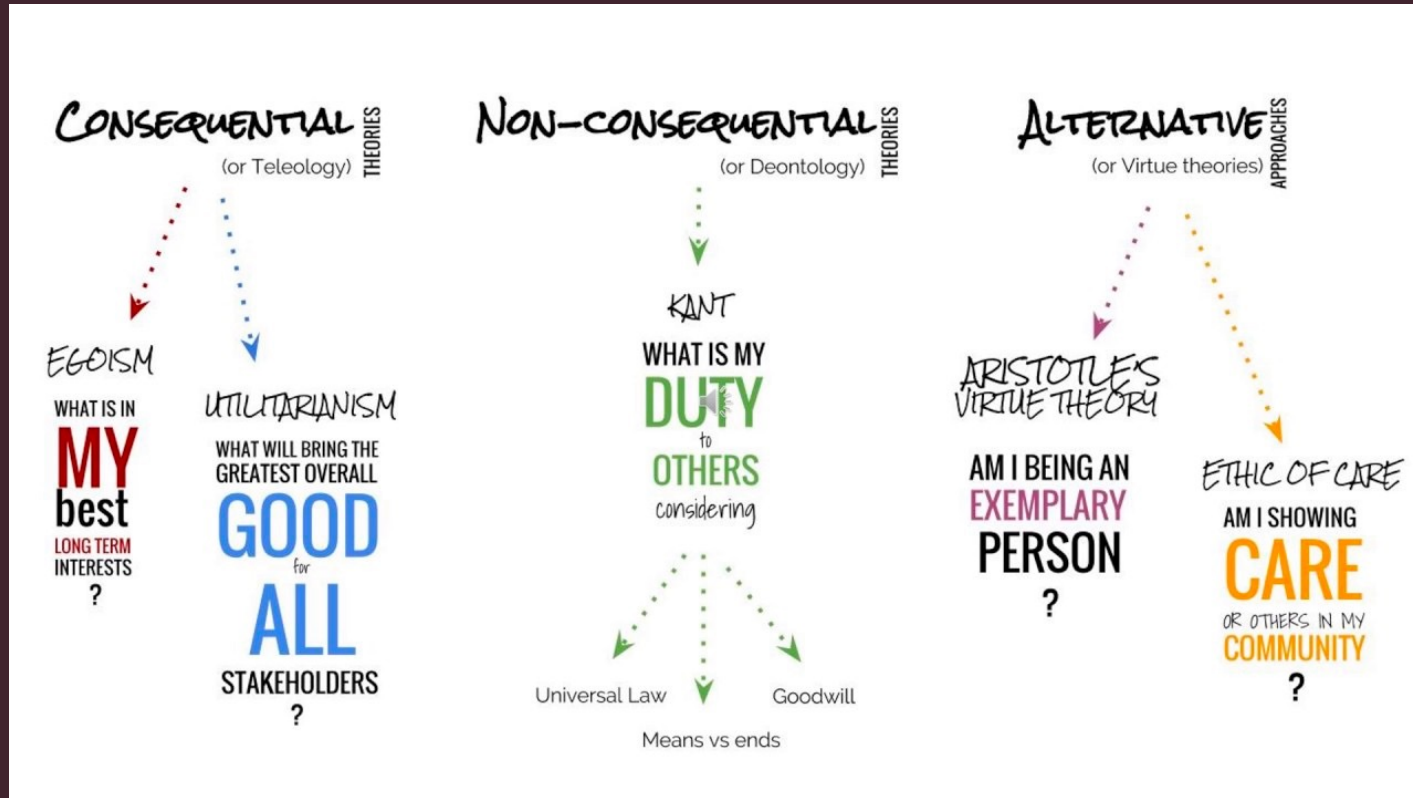 CONSEQUENTIAL THEORIES
(or Teleology)
EGOISM
WHAT IS IN
MY
best
LONG TERM
INTERESTS
?
UTILITARIANISM
WHAT WILL BRING THE
GREATEST OVERALL
GOOD
for
ALL
STAKEHOLDERS
?
NON-CONSEQUENTIAL THEORIES
(or Deontology)
KANT
WHAT IS MY
DUTY
to
OTHERS
considering
Universal Law
Means vs ends
Goodwill
ALTERNATIVE APPROACHES
(or Virtue theories)
ARISTOTLE'S
VIRTUE THEORY
AM I BEING AN
EXEMPLARY
PERSON
?
ETHIC OF CARE
AM I SHOWING
CARE
OR OTHERS IN MY
COMMUNITY
?